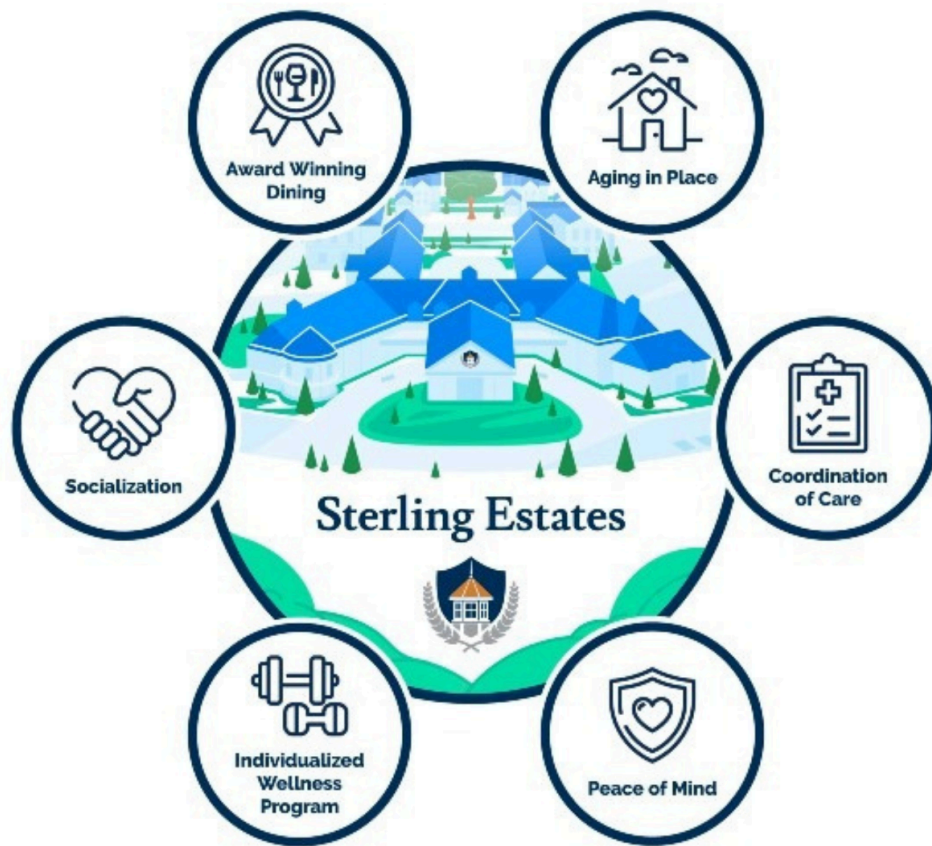 Award Winning
Dining
Aging in Place
Socialization
Coordination
of Care
Sterling Estates
Individualized
Wellness
Program
Peace of Mind